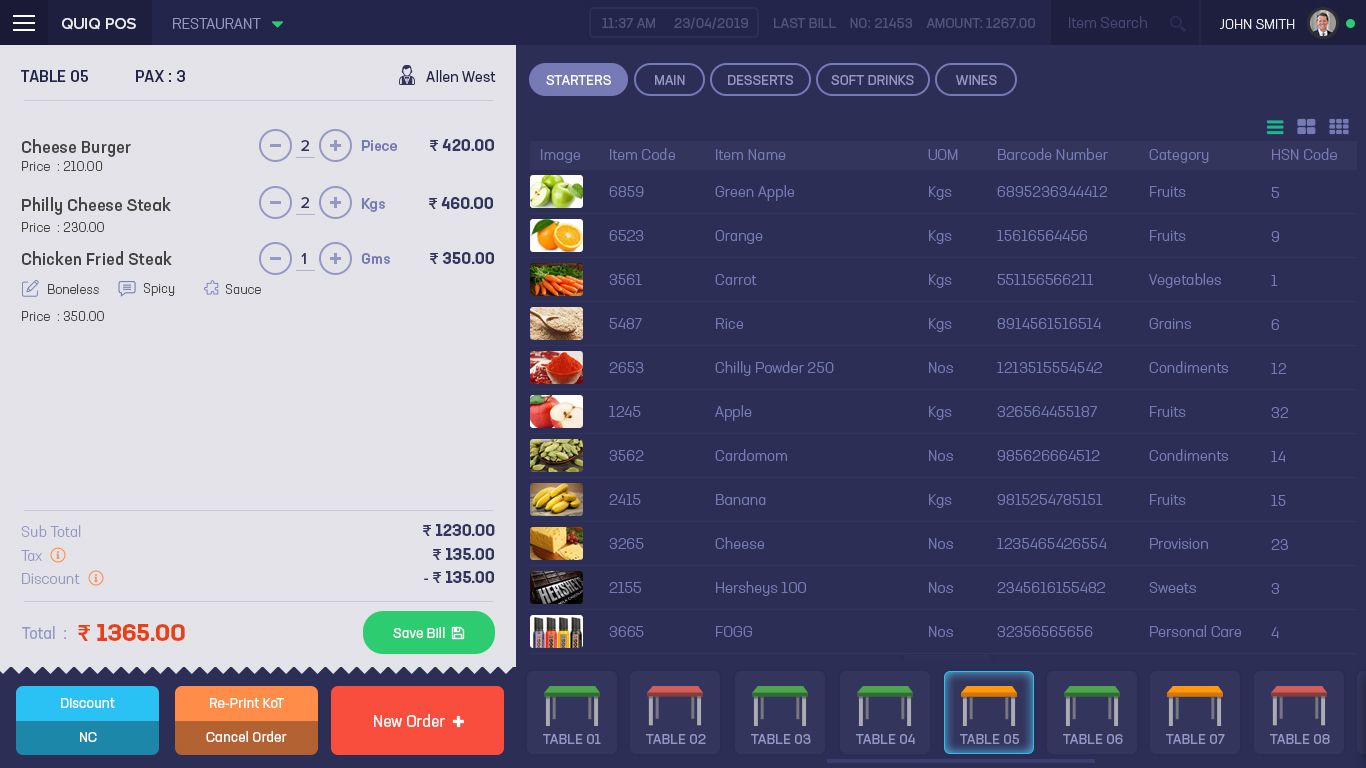 QUIQ POS RESTAURANT 11:37 AM 23/04/2019 LAST BILL NO: 21453 AMOUNT: 1267.00 Item Search JOHN SMITH
TABLE 05 PAX : 3 Allen West
Cheese Burger 2 Piece ₹ 420.00
Price : 210.00
Philly Cheese Steak 2 Kgs ₹ 460.00
Price : 230.00
Chicken Fried Steak 1 Gms ₹ 350.00
Boneless Spicy Sauce
Price : 350.00
Sub Total ₹ 1230.00
Tax ₹ 135.00
Discount - ₹ 135.00
Total : ₹ 1365.00 Save Bill
Discount
NC
Re-Print KoT
Cancel Order
New Order +
STARTERS MAIN DESSERTS SOFT DRINKS WINES
Image Item Code Item Name UOM Barcode Number Category HSN Code
6859 Green Apple Kgs 6895236344412 Fruits 5
6523 Orange Kgs 15616564456 Fruits 9
3561 Carrot Kgs 551156566211 Vegetables 1
5487 Rice Kgs 8914561516514 Grains 6
2653 Chilly Powder 250 Nos 1213515554542 Condiments 12
1245 Apple Kgs 326564455187 Fruits 32
3562 Cardomom Nos 985626664512 Condiments 14
2415 Banana Kgs 9815254785151 Fruits 15
3265 Cheese Nos 1235465426554 Provision 23
HERSHEY'S 2155 Hersheys 100 Nos 2345616155482 Sweets 3
3665 FOGG Nos 32356565656 Personal Care 4
TABLE 01 TABLE 02 TABLE 03 TABLE 04 TABLE 05 TABLE 06 TABLE 07 TABLE 08